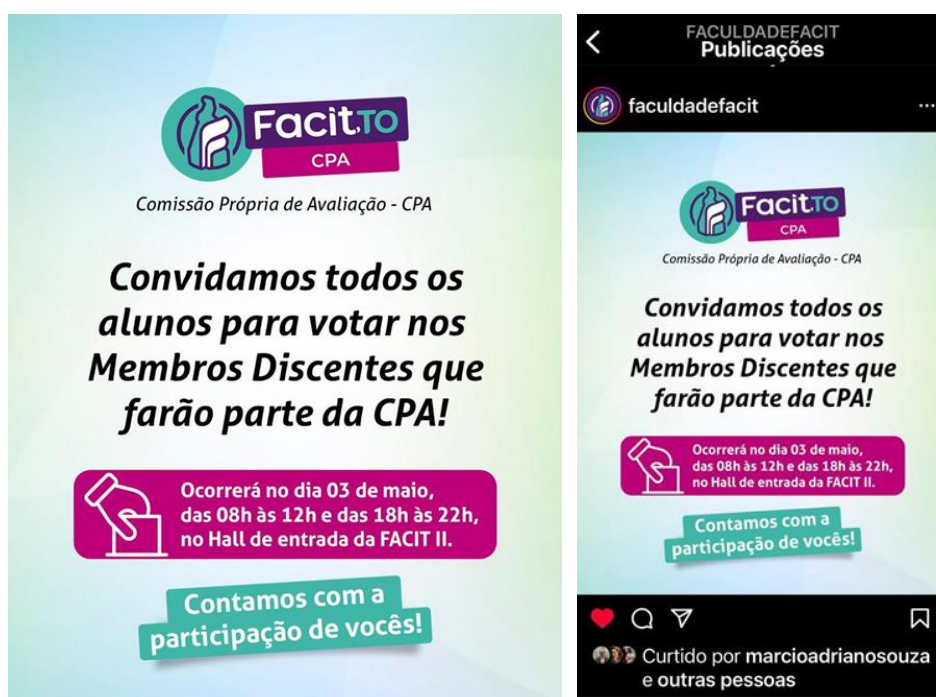 Facit.TO
CPA
Comissão Própria de Avaliação - CPA
Convidamos todos os
alunos para votar nos
Membros Discentes que
farão parte da CPA!
Ocorrerá no dia 03 de maio,
das 08h às 12h e das 18h às 22h,
no Hall de entrada da FACIT II.
Contamos com a
participação de vocês!
FACULDADEFACIT
Publicações
faculdadefacit
Facit.TO
CPA
Comissão Própria de Avaliação - CPA
Convidamos todos os
alunos para votar nos
Membros Discentes que
farão parte da CPA!
Ocorrerá no dia 03 de maio,
das 08h às 12h e das 18h às 22h,
no Hall de entrada da FACIT II.
Contamos com a
participação de vocês!
Curtido por marcioadrianosouza
e outras pessoas